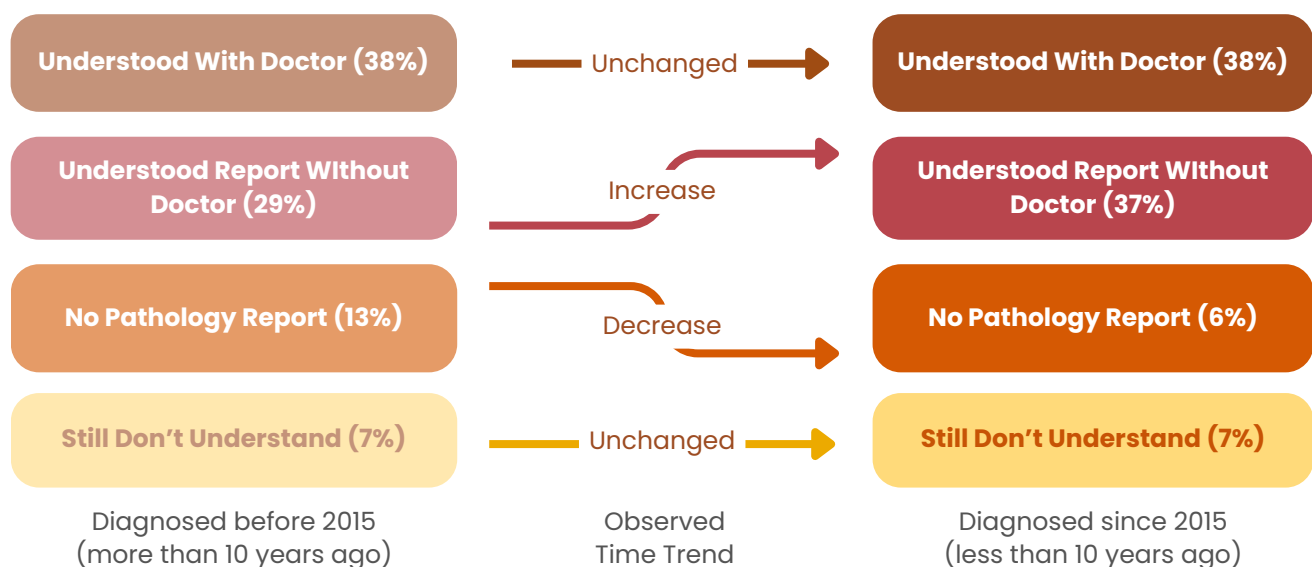 Understood With Doctor (38%)
Unchanged
Understood With Doctor (38%)
Understood Report WIthout
Doctor (29%)
Increase
Understood Report WIthout
Doctor (37%)
No Pathology Report (13%)
Decrease
No Pathology Report (6%)
Still Don’t Understand (7%)
Unchanged
Still Don’t Understand (7%)
Diagnosed before 2015
(more than 10 years ago)
Observed
Time Trend
Diagnosed since 2015
(less than 10 years ago)